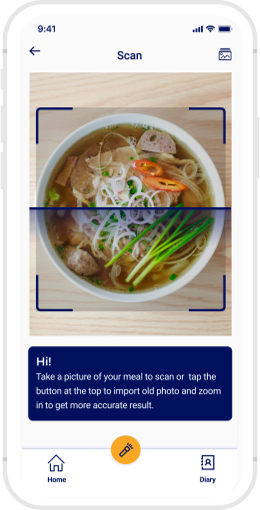 9:41
Scan
Hi!
Take a picture of your meal to scan or tap the
button at the top to import old photo and zoom
in to get more accurate result.
Home
Diary